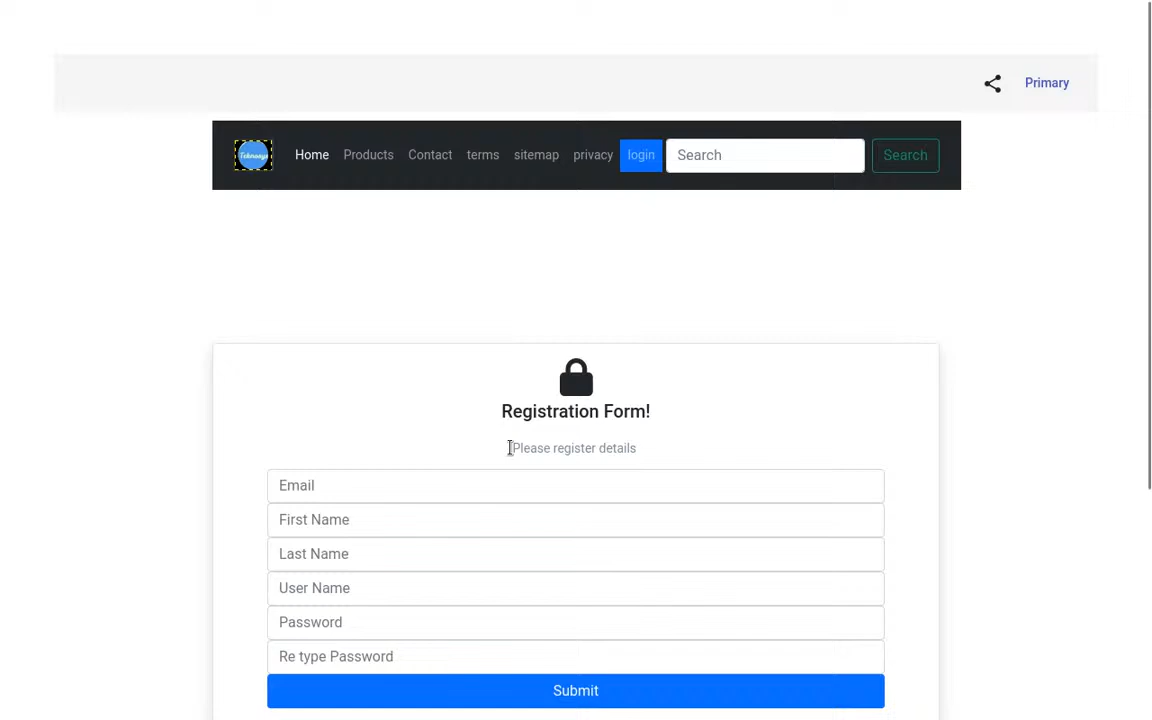 Primary
Teknosys Home Products Contact terms sitemap privacy login Search Search
Registration Form!
Please register details
Email
First Name
Last Name
User Name
Password
Re type Password
Submit